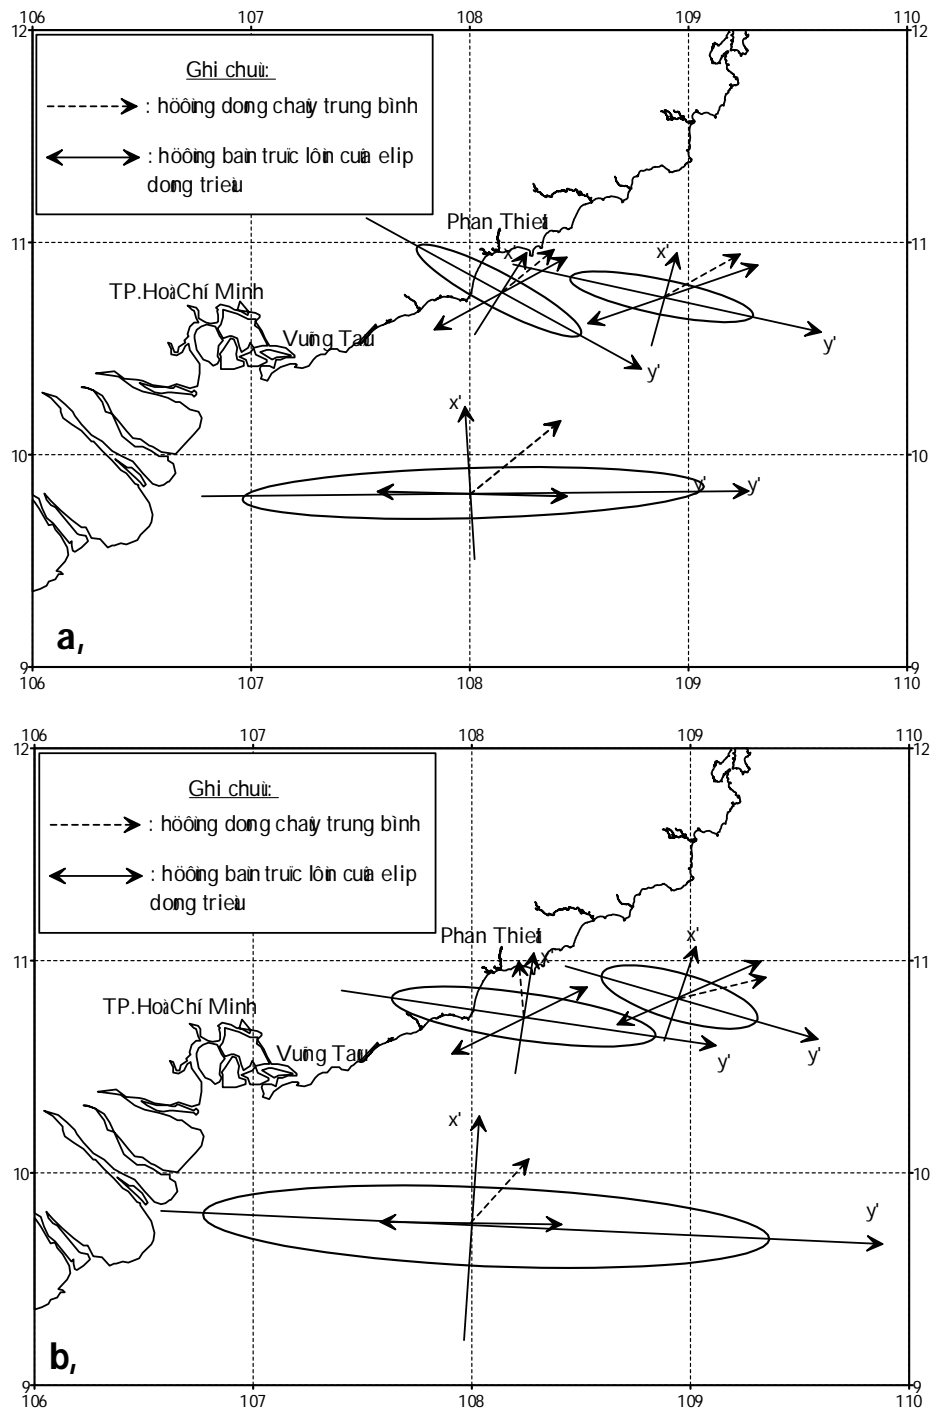 106 107 108 109 110
12 12
Ghi chuù:
: höôùng doøng chaûy trung bình
: höôùng baùn truïc lôùn cuûa elip
doøng trieàu
Phan Thieát
11 11
x' x'
TP.Hoà Chí Minh
Vuõng Taøu
y'
y'
x'
10 10
y' y'
a,
9 9
106 107 108 109 110
106 107 108 109 110
12 12
Ghi chuù:
: höôùng doøng chaûy trung bình
: höôùng baùn truïc lôùn cuûa elip
doøng trieàu
Phan Thieát x'
11 x' 11
TP.Hoà Chí Minh
Vuõng Taøu
y' y'
x'
10 10
y'
b,
9 9
106 107 108 109 110